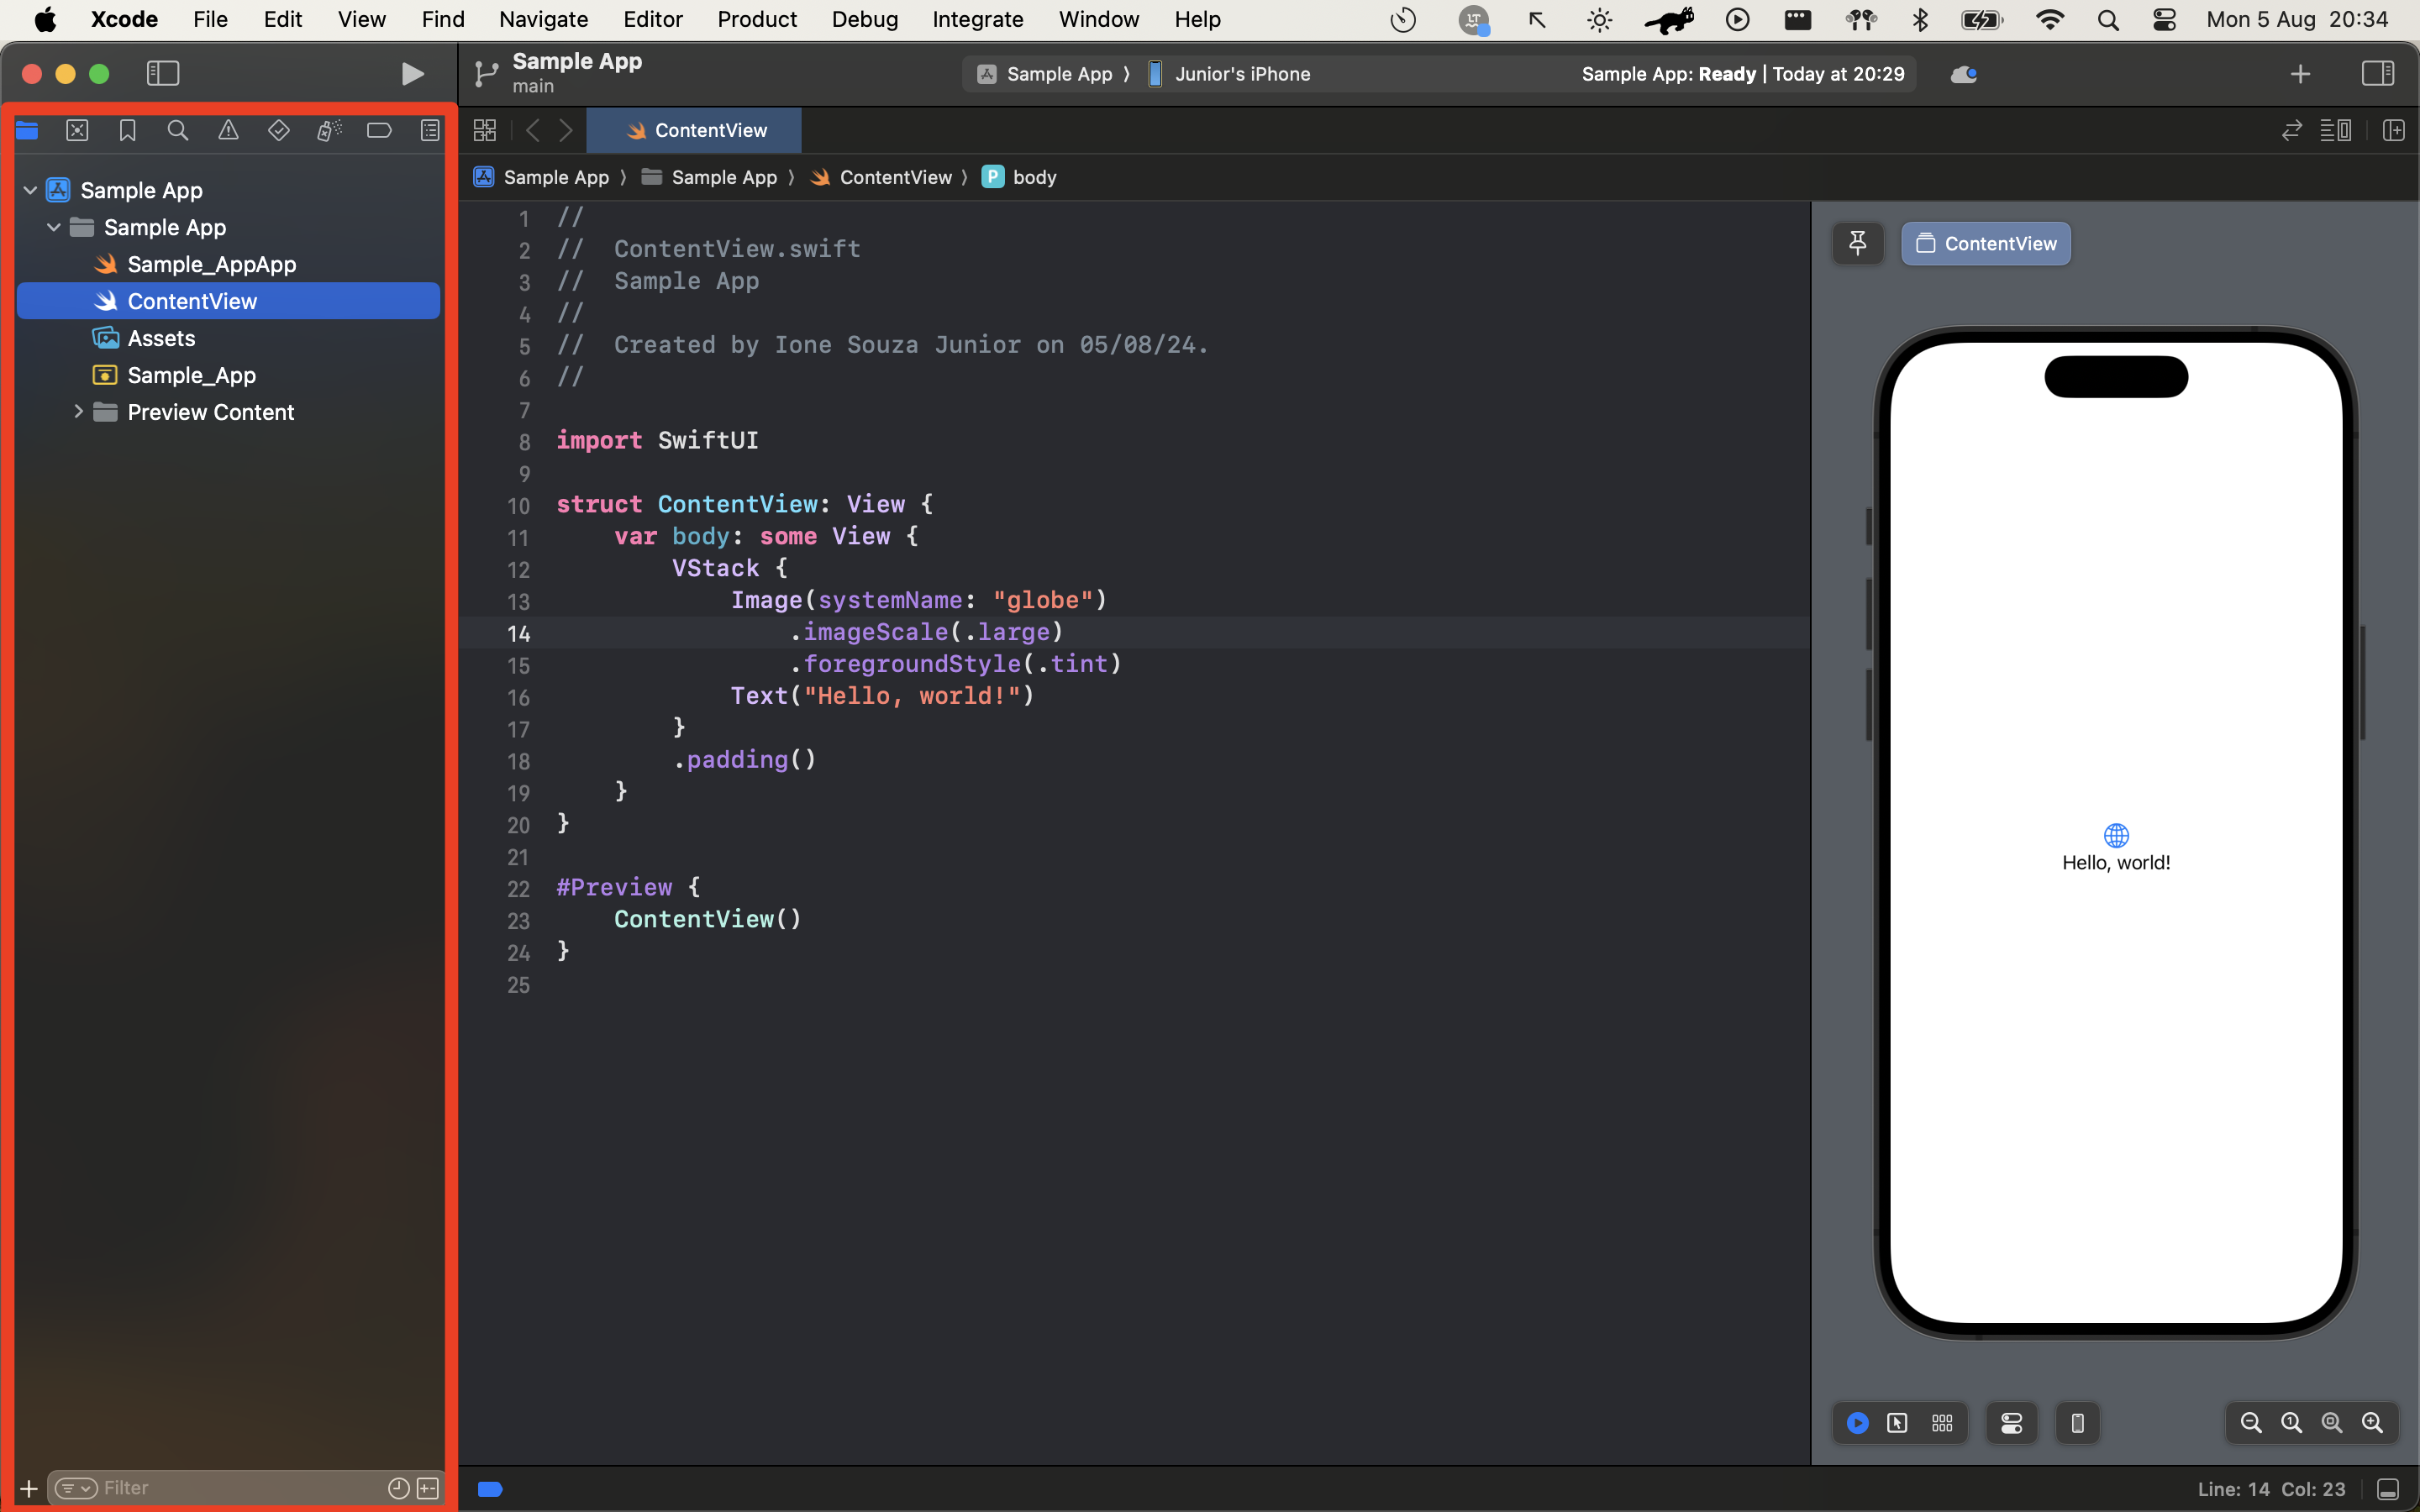 Xcode File Edit View Find Navigate Editor Product Debug Integrate Window Help LT Mon 5 Aug 20:34
Sample App
main
Sample App 〉 Junior's iPhone
Sample App: Ready | Today at 20:29
Sample App
Sample App
Sample_AppApp
ContentView
Assets
Sample_App
Preview Content
Filter
ContentView
Sample App 〉 Sample App 〉 ContentView 〉 P body
1 //
2 //  ContentView.swift
3 //  Sample App
4 //
5 //  Created by Ione Souza Junior on 05/08/24.
6 //
7
8 import SwiftUI
9
10 struct ContentView: View {
11     var body: some View {
12         VStack {
13             Image(systemName: "globe")
14                 .imageScale(.large)
15                 .foregroundStyle(.tint)
16             Text("Hello, world!")
17         }
18         .padding()
19     }
20 }
21
22 #Preview {
23     ContentView()
24 }
25
ContentView
Hello, world!
Line: 14 Col: 23